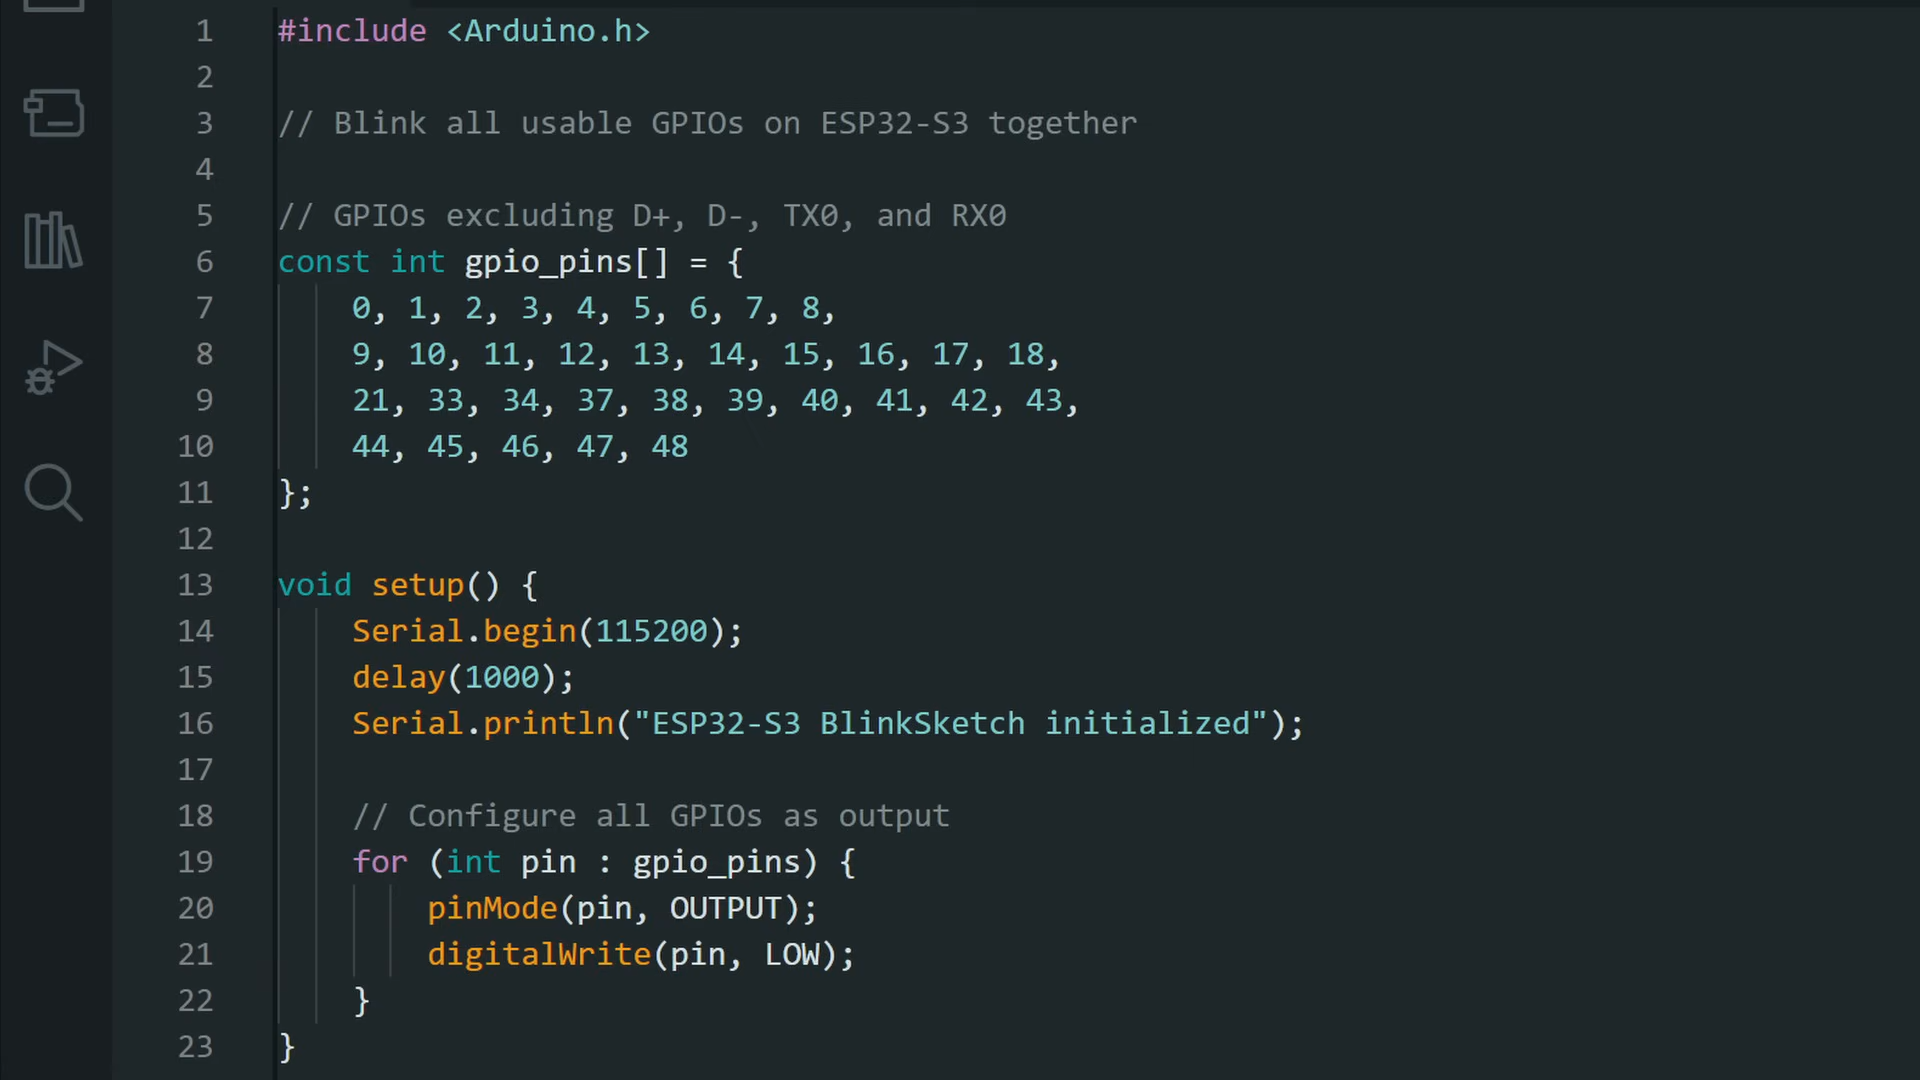 1 #include <Arduino.h>
2
3 // Blink all usable GPIOs on ESP32-S3 together
4
5 // GPIOs excluding D+, D-, TX0, and RX0
6 const int gpio_pins[] = {
7     0, 1, 2, 3, 4, 5, 6, 7, 8,
8     9, 10, 11, 12, 13, 14, 15, 16, 17, 18,
9     21, 33, 34, 37, 38, 39, 40, 41, 42, 43,
10     44, 45, 46, 47, 48
11 };
12
13 void setup() {
14     Serial.begin(115200);
15     delay(1000);
16     Serial.println("ESP32-S3 BlinkSketch initialized");
17
18     // Configure all GPIOs as output
19     for (int pin : gpio_pins) {
20         pinMode(pin, OUTPUT);
21         digitalWrite(pin, LOW);
22     }
23 }